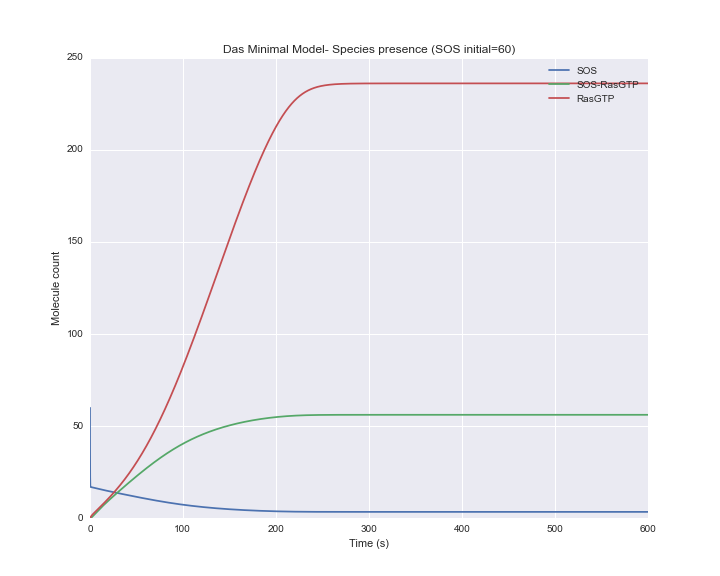 Das Minimal Model- Species presence (SOS initial=60)
250
200
150
100
50
0
Molecule count
SOS
SOS-RasGTP
RasGTP
0 100 200 300 400 500 600
Time (s)